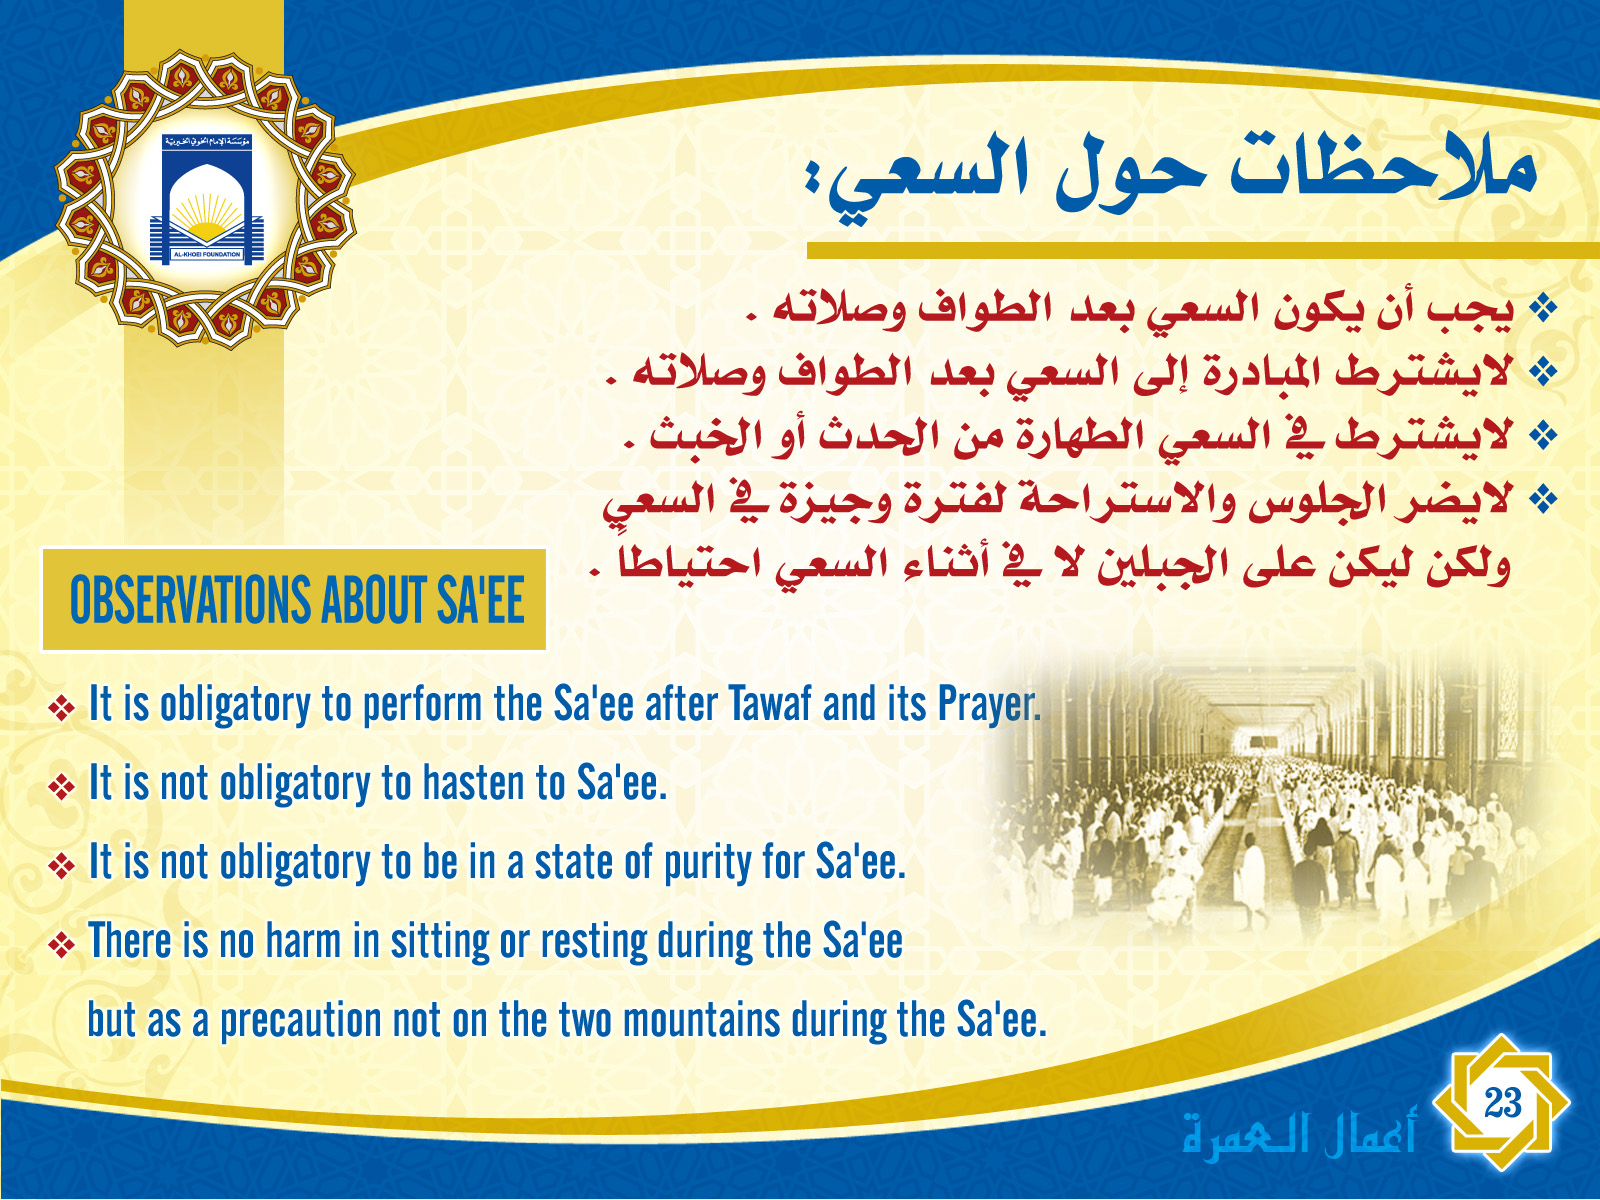 مؤسسة الإمام الخوئي الخيرية
AL-KHOEI FOUNDATION
ملاحظات حول السعي:
❖ يجب أن يكون السعي بعد الطواف وصلاته .
❖ لايشترط المبادرة إلى السعي بعد الطواف وصلاته .
❖ لايشترط في السعي الطهارة من الحدث أو الخبث .
❖ لايضر الجلوس والاستراحة لفترة وجيزة في السعي
ولكن ليكن على الجبلين لا في أثناء السعي احتياطاً .
OBSERVATIONS ABOUT SA'EE
❖ It is obligatory to perform the Sa'ee after Tawaf and its Prayer.
❖ It is not obligatory to hasten to Sa'ee.
❖ It is not obligatory to be in a state of purity for Sa'ee.
❖ There is no harm in sitting or resting during the Sa'ee
but as a precaution not on the two mountains during the Sa'ee.
23
أعمال العمرة